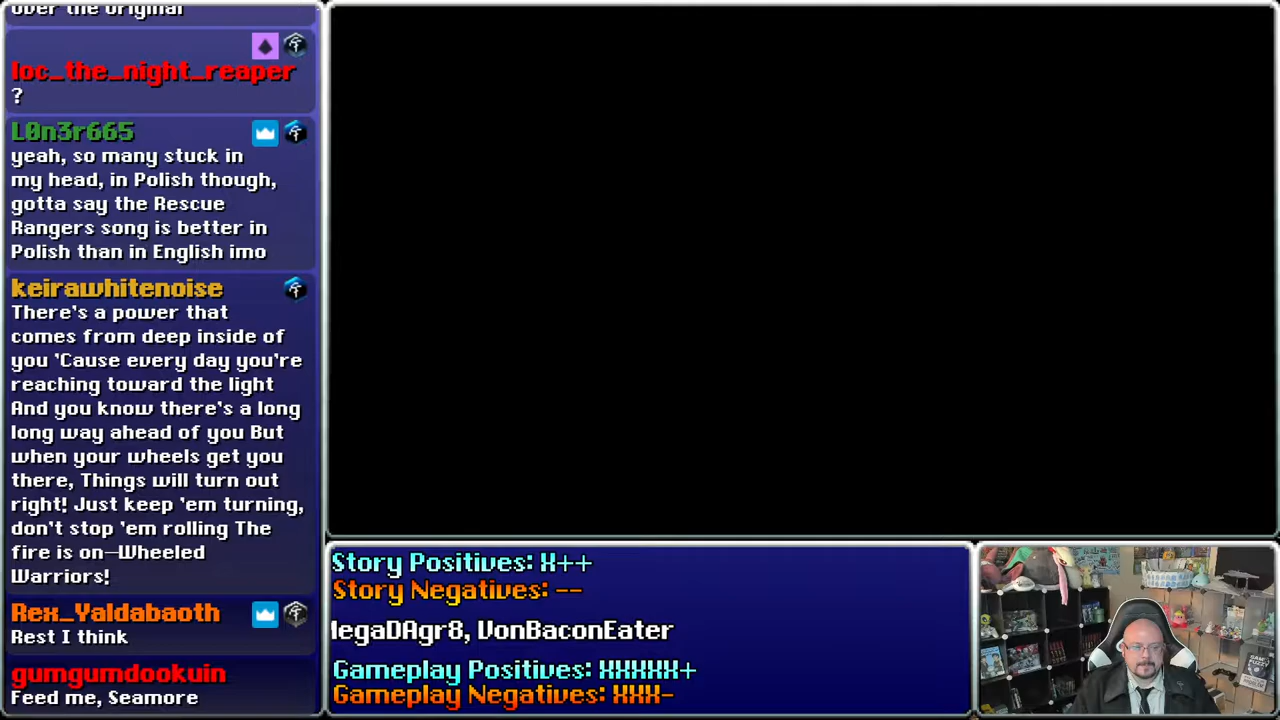 over the original
loc_the_night_reaper
?
L0n3r665
yeah, so many stuck in
my head, in Polish though,
gotta say the Rescue
Rangers song is better in
Polish than in English imo
keirawhitenoise
There's a power that
comes from deep inside of
you 'Cause every day you're
reaching toward the light
And you know there's a long
long way ahead of you But
when your wheels get you
there, Things will turn out
right! Just keep 'em turning,
don't stop 'em rolling The
fire is on—Wheeled
Warriors!
Rex_Yaldabaoth
Rest I think
gumgumdookuin
Feed me, Seamore
Story Positives: X++
Story Negatives: --
egaDAgr8, VonBaconEater
Gameplay Positives: XXXXX+
Gameplay Negatives: XXX-